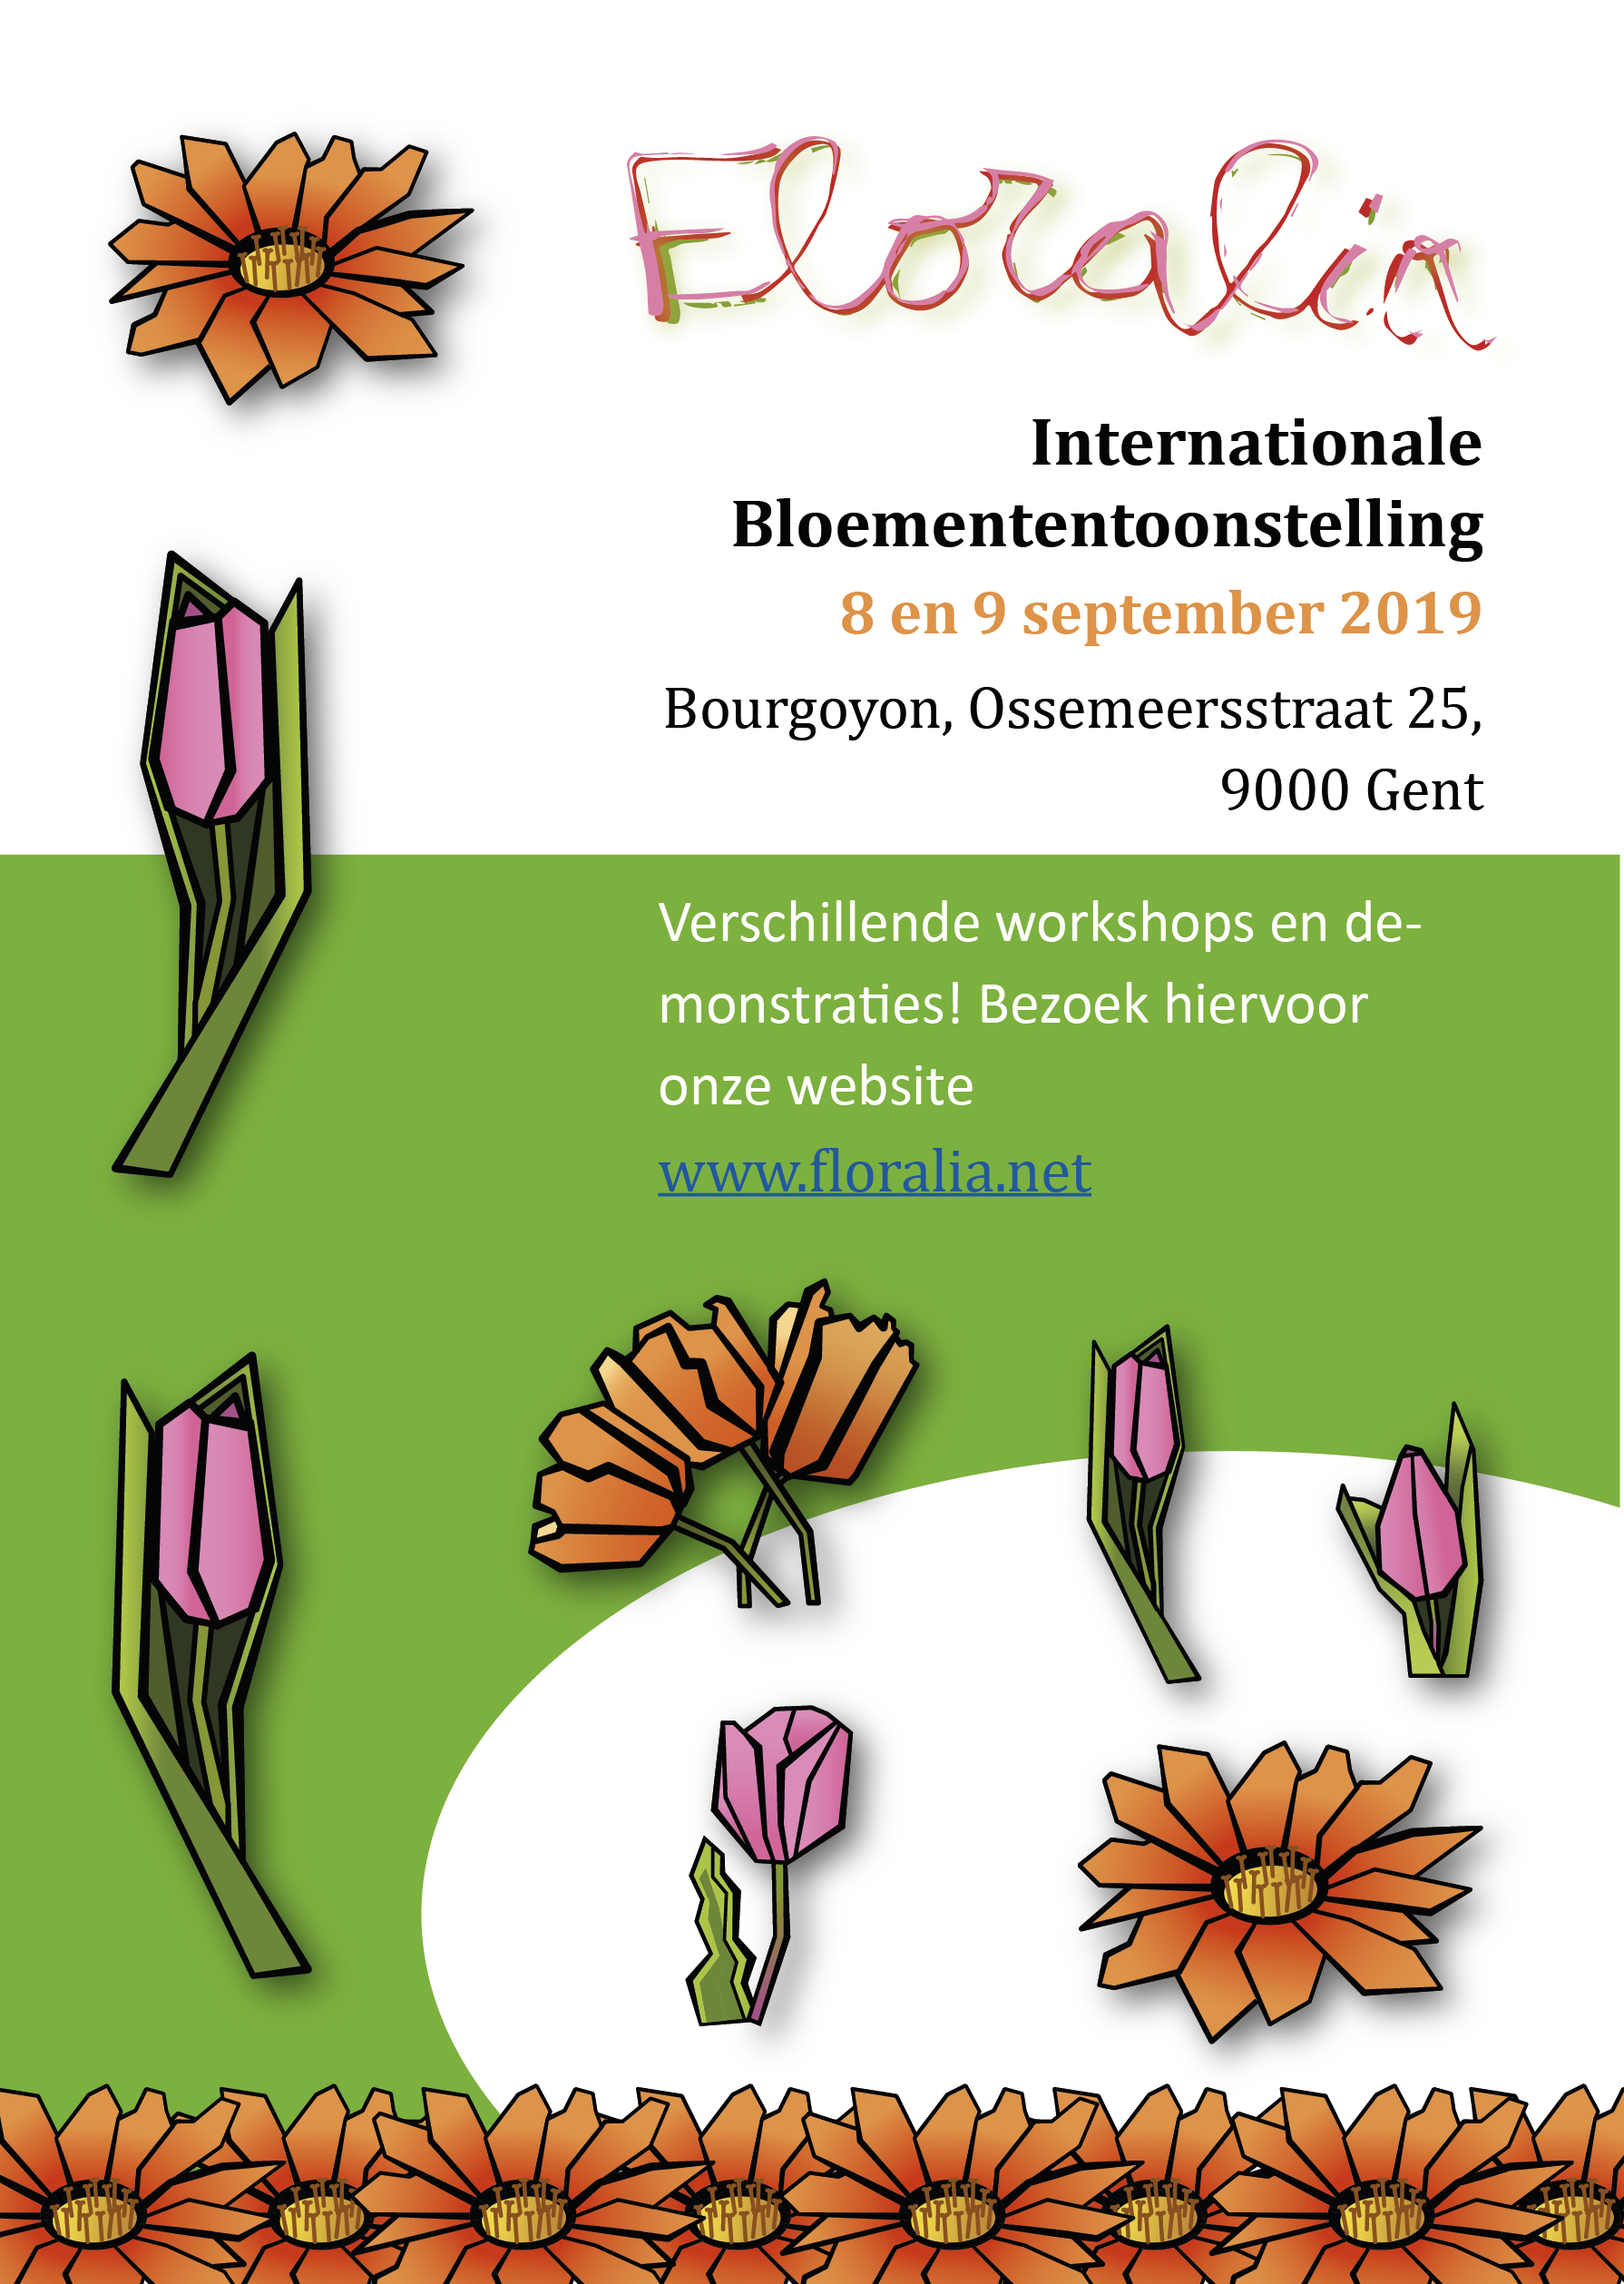 Floralia
Internationale
Bloemententoonstelling
8 en 9 september 2019
Bourgoyon, Ossemeersstraat 25,
9000 Gent
Verschillende workshops en de-
monstraties! Bezoek hiervoor
onze website
www.floralia.net